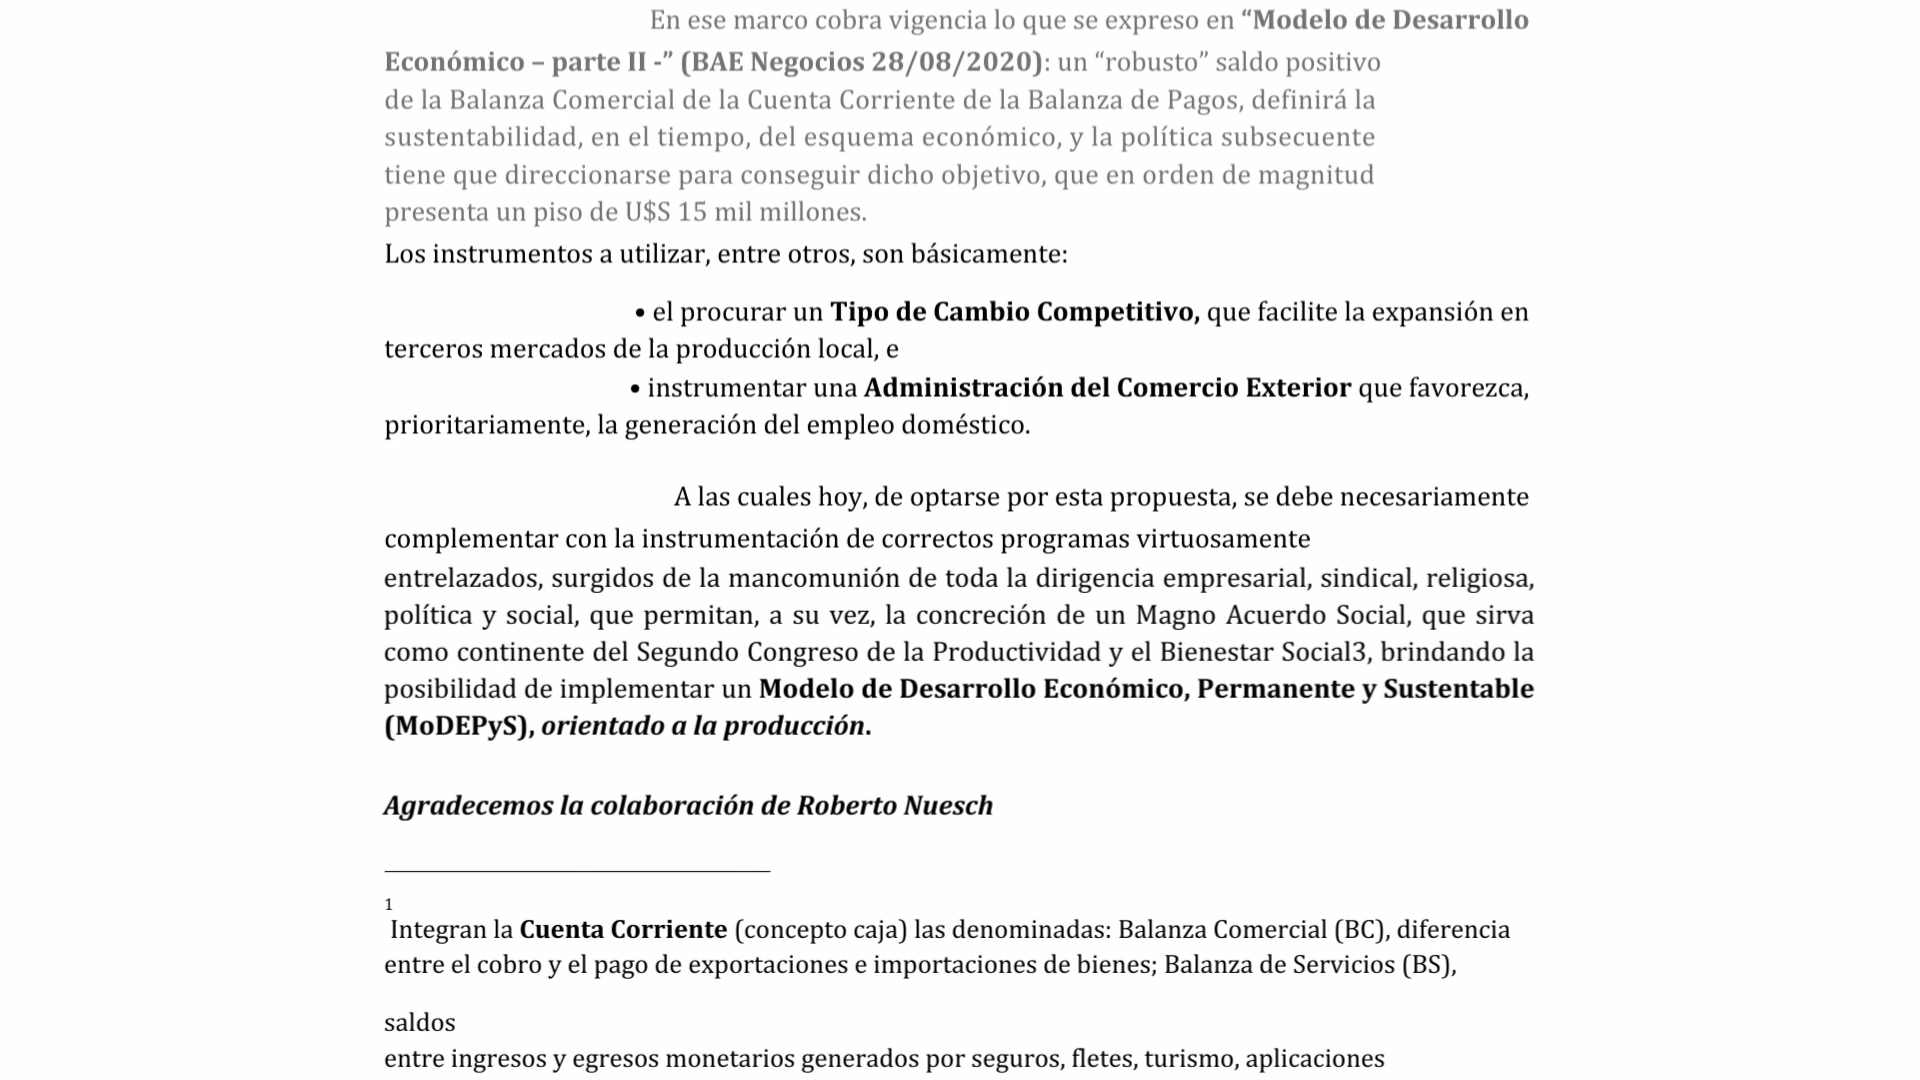 En ese marco cobra vigencia lo que se expreso en “Modelo de Desarrollo
Económico – parte II -” (BAE Negocios 28/08/2020): un “robusto” saldo positivo
de la Balanza Comercial de la Cuenta Corriente de la Balanza de Pagos, definirá la
sustentabilidad, en el tiempo, del esquema económico, y la política subsecuente
tiene que direccionarse para conseguir dicho objetivo, que en orden de magnitud
presenta un piso de U$S 15 mil millones.
Los instrumentos a utilizar, entre otros, son básicamente:
• el procurar un Tipo de Cambio Competitivo, que facilite la expansión en
terceros mercados de la producción local, e
• instrumentar una Administración del Comercio Exterior que favorezca,
prioritariamente, la generación del empleo doméstico.
A las cuales hoy, de optarse por esta propuesta, se debe necesariamente
complementar con la instrumentación de correctos programas virtuosamente
entrelazados, surgidos de la mancomunión de toda la dirigencia empresarial, sindical, religiosa,
política y social, que permitan, a su vez, la concreción de un Magno Acuerdo Social, que sirva
como continente del Segundo Congreso de la Productividad y el Bienestar Social3, brindando la
posibilidad de implementar un Modelo de Desarrollo Económico, Permanente y Sustentable
(MoDEPyS), orientado a la producción.
Agradecemos la colaboración de Roberto Nuesch
1
Integran la Cuenta Corriente (concepto caja) las denominadas: Balanza Comercial (BC), diferencia
entre el cobro y el pago de exportaciones e importaciones de bienes; Balanza de Servicios (BS),
saldos
entre ingresos y egresos monetarios generados por seguros, fletes, turismo, aplicaciones